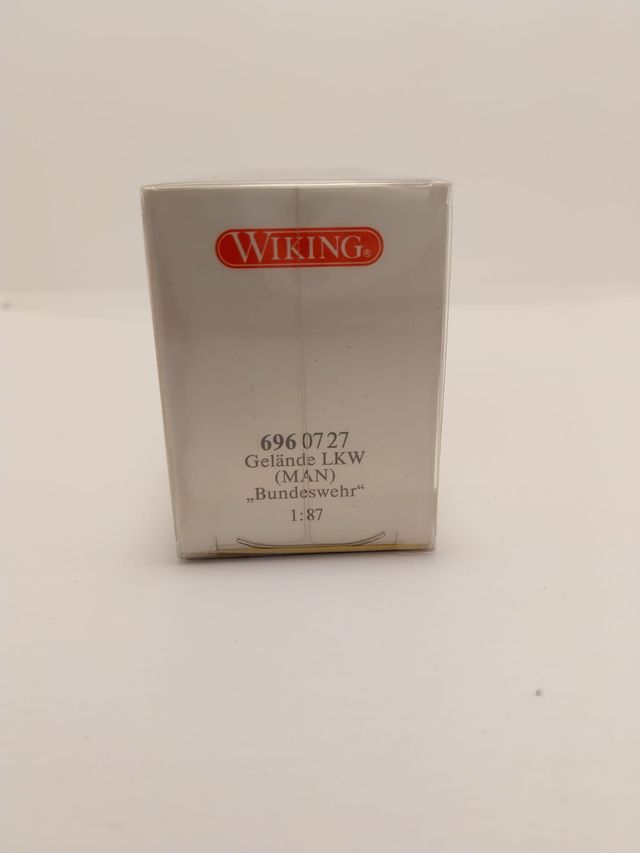 WIKING®
696 07 27
Gelände LKW
(MAN)
„Bundeswehr“
1:87